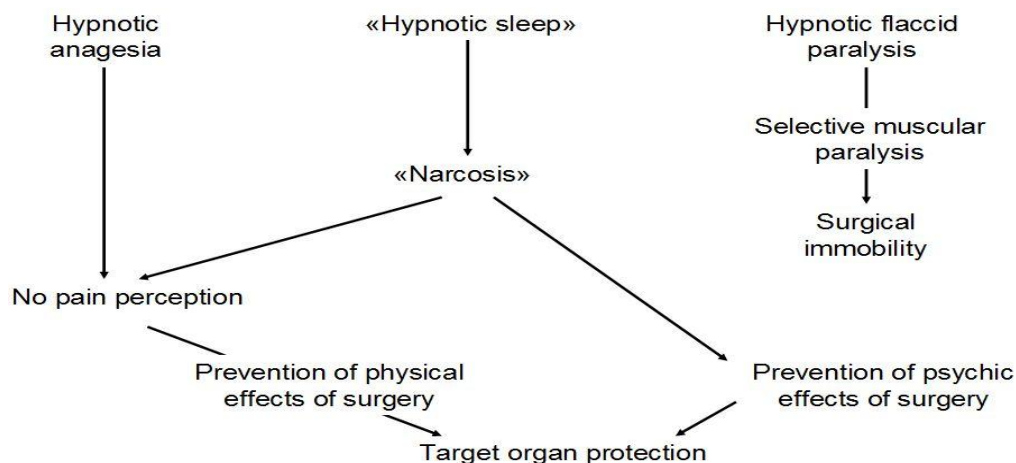 Hypnotic
anagesia
«Hypnotic sleep»
Hypnotic flaccid
paralysis
Selective muscular
paralysis
«Narcosis»
Surgical
immobility
No pain perception
Prevention of physical
effects of surgery
Prevention of psychic
effects of surgery
Target organ protection